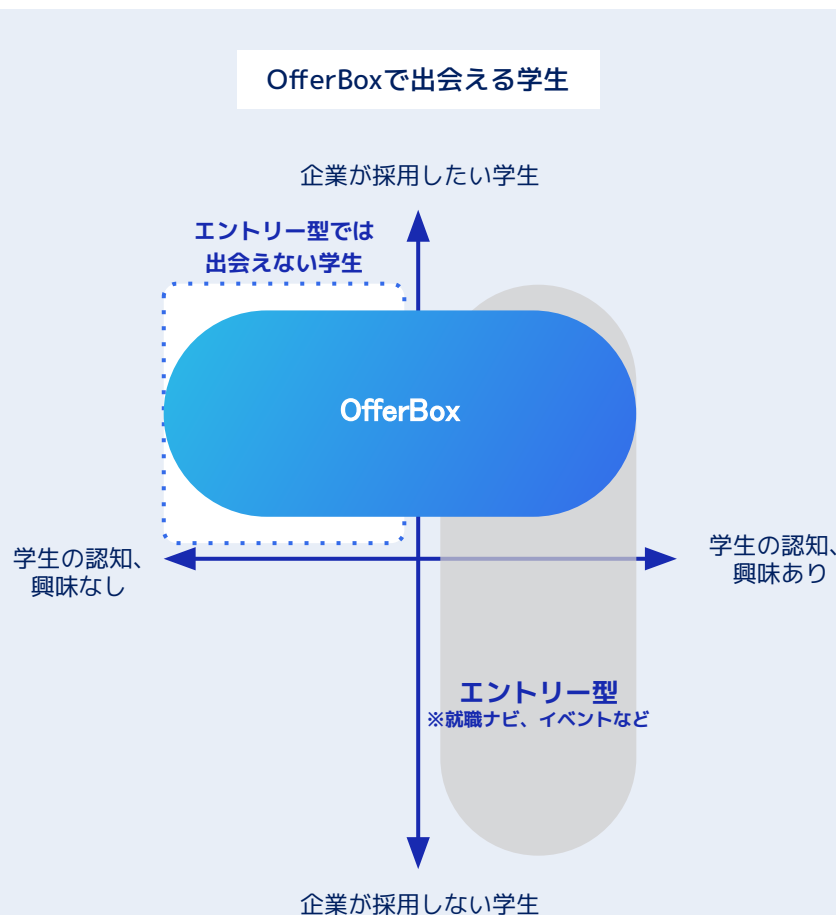 OfferBoxで出会える学生
企業が採用したい学生
エントリー型では
出会えない学生
OfferBox
学生の認知、
興味なし
学生の認知、
興味あり
エントリー型
※就職ナビ、イベントなど
企業が採用しない学生